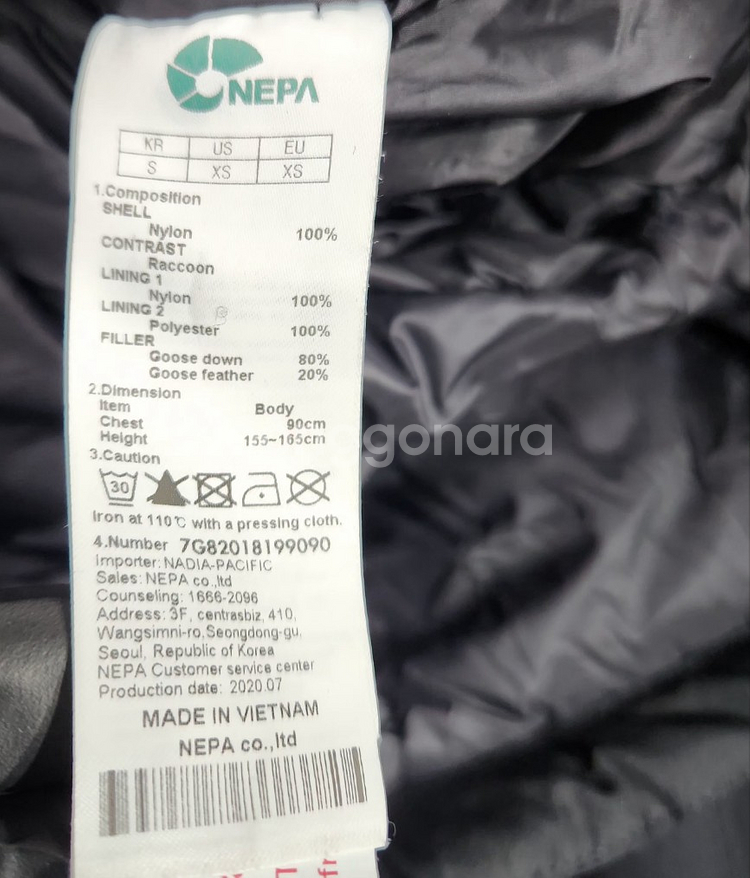 NEPA
KR US EU
S XS XS
1.Composition
SHELL
Nylon 100%
CONTRAST
Raccoon
LINING 1
Nylon 100%
LINING 2
Polyester 100%
FILLER
Goose down 80%
Goose feather 20%
2.Dimension
Item Body
Chest 90cm
Height 155~165cm
3.Caution
30
Iron at 110℃ with a pressing cloth.
4.Number 7G82018199090
Importer: NADIA-PACIFIC
Sales: NEPA co.,ltd
Counseling: 1666-2096
Address: 3F, centrasbiz, 410,
Wangsimni-ro,Seongdong-gu,
Seoul, Republic of Korea
NEPA Customer service center
Production date: 2020.07
MADE IN VIETNAM
NEPA co.,ltd
gonara